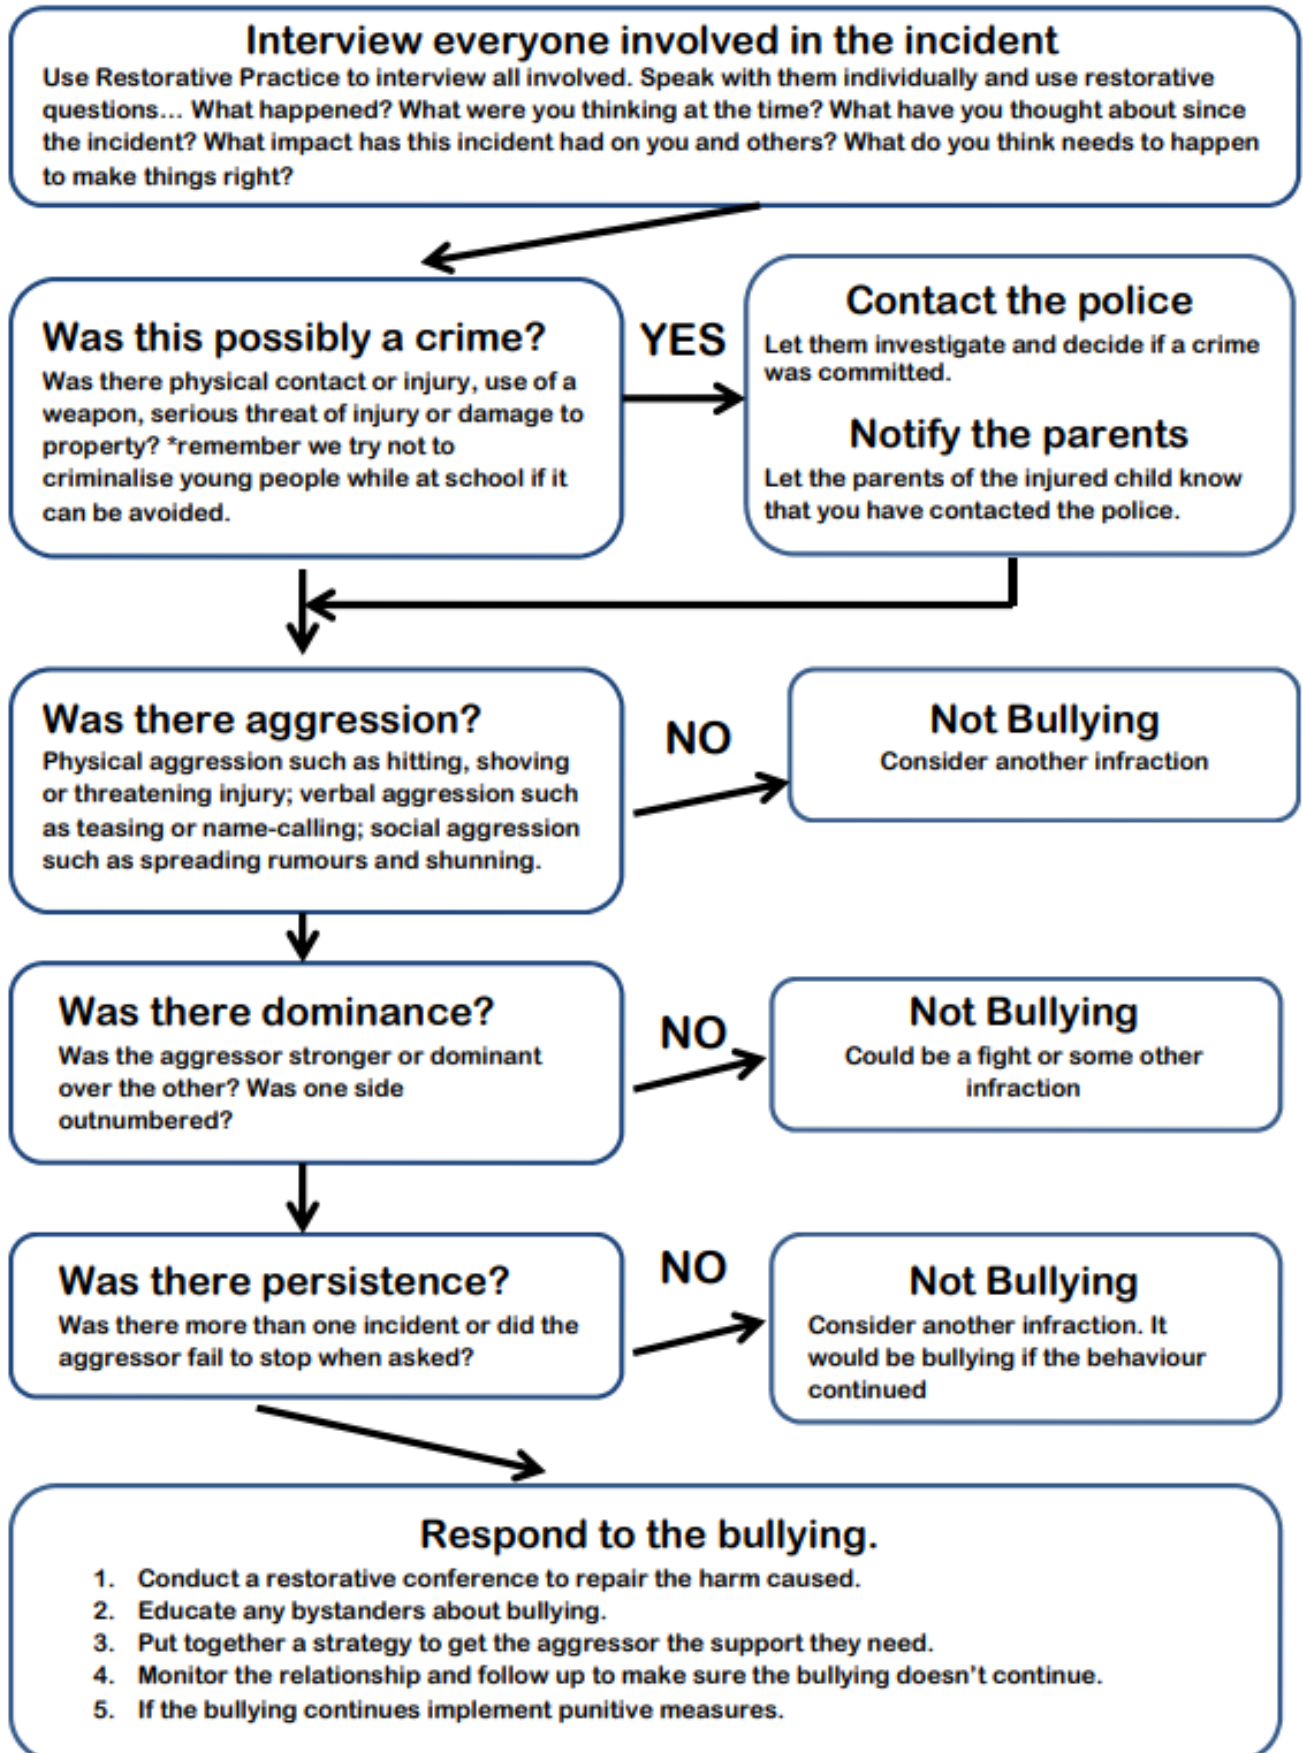 Interview everyone involved in the incident
Use Restorative Practice to interview all involved. Speak with them individually and use restorative
questions... What happened? What were you thinking at the time? What have you thought about since
the incident? What impact has this incident had on you and others? What do you think needs to happen
to make things right?
Was this possibly a crime?
Was there physical contact or injury, use of a
weapon, serious threat of injury or damage to
property? *remember we try not to
criminalise young people while at school if it
can be avoided.
YES
Contact the police
Let them investigate and decide if a crime
was committed.
Notify the parents
Let the parents of the injured child know
that you have contacted the police.
Was there aggression?
Physical aggression such as hitting, shoving
or threatening injury; verbal aggression such
as teasing or name-calling; social aggression
such as spreading rumours and shunning.
NO
Not Bullying
Consider another infraction
Was there dominance?
Was the aggressor stronger or dominant
over the other? Was one side
outnumbered?
NO
Not Bullying
Could be a fight or some other
infraction
Was there persistence?
Was there more than one incident or did the
aggressor fail to stop when asked?
NO
Not Bullying
Consider another infraction. It
would be bullying if the behaviour
continued
Respond to the bullying.
1. Conduct a restorative conference to repair the harm caused.
2. Educate any bystanders about bullying.
3. Put together a strategy to get the aggressor the support they need.
4. Monitor the relationship and follow up to make sure the bullying doesn't continue.
5. If the bullying continues implement punitive measures.